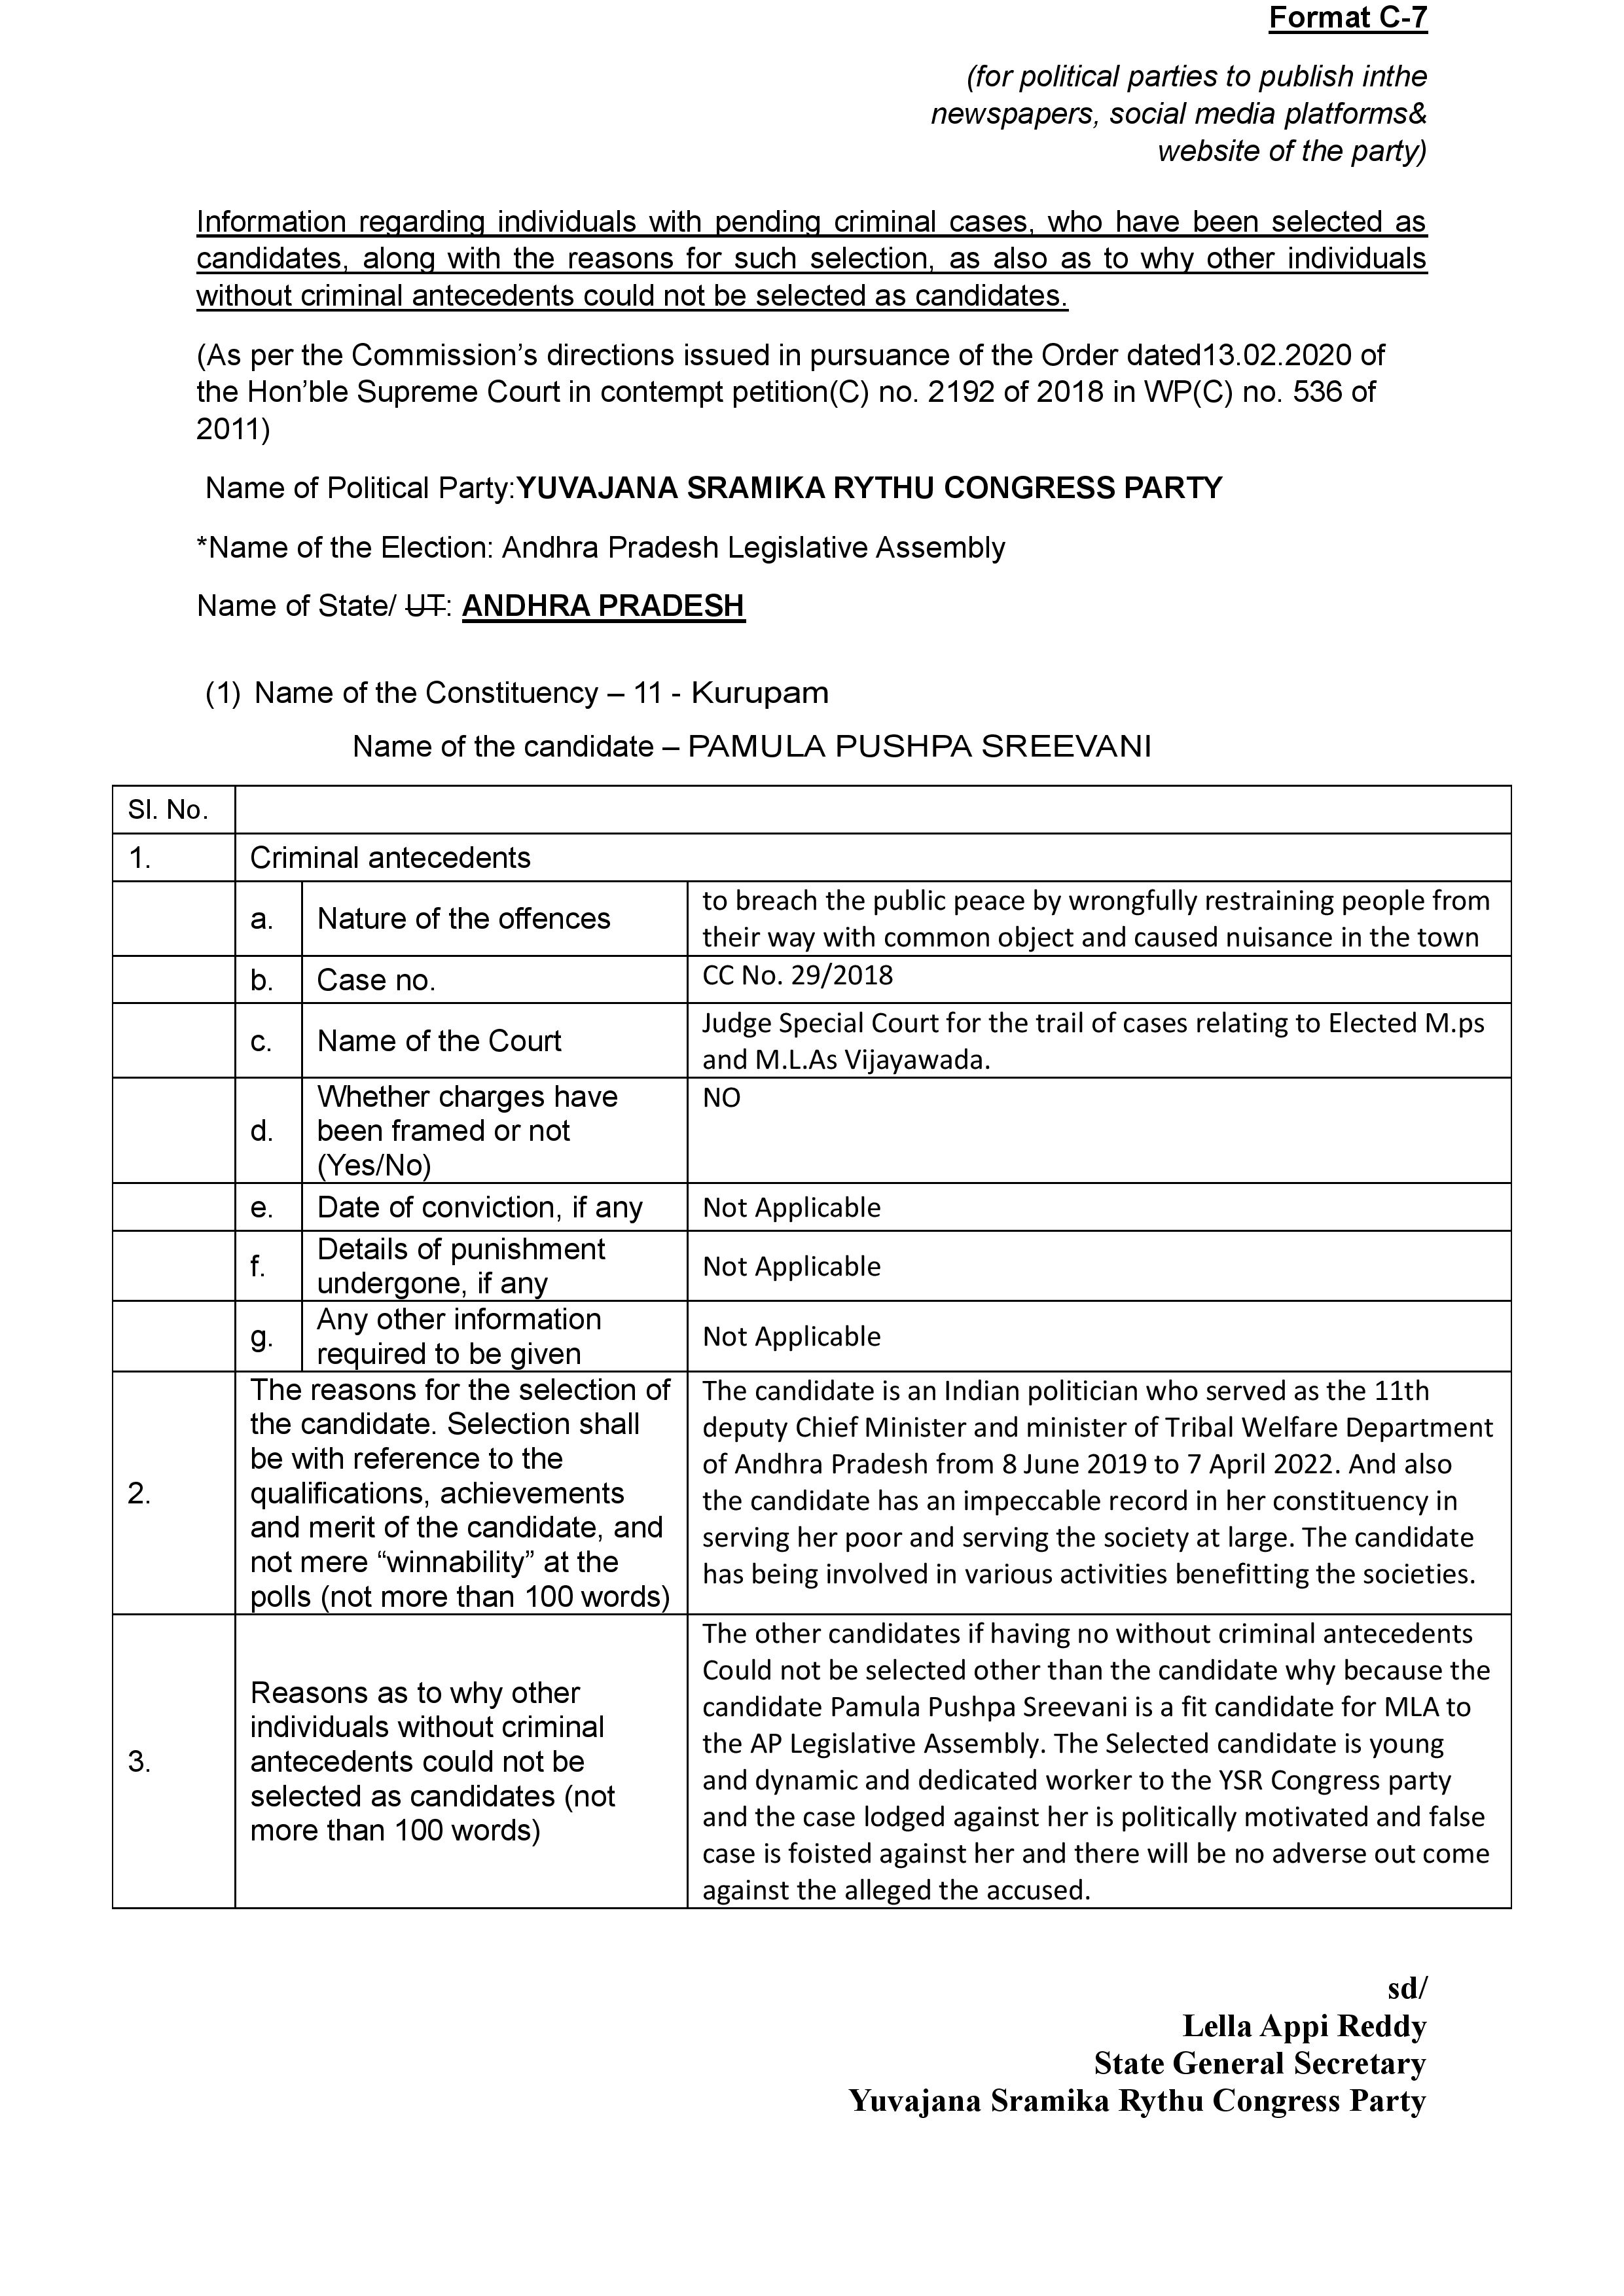 Format C-7
(for political parties to publish inthe
newspapers, social media platforms&
website of the party)
Information regarding individuals with pending criminal cases, who have been selected as
candidates, along with the reasons for such selection, as also as to why other individuals
without criminal antecedents could not be selected as candidates.
(As per the Commission’s directions issued in pursuance of the Order dated13.02.2020 of
the Hon’ble Supreme Court in contempt petition(C) no. 2192 of 2018 in WP(C) no. 536 of
2011)
Name of Political Party:YUVAJANA SRAMIKA RYTHU CONGRESS PARTY
*Name of the Election: Andhra Pradesh Legislative Assembly
Name of State/ UT: ANDHRA PRADESH
(1) Name of the Constituency – 11 - Kurupam
Name of the candidate – PAMULA PUSHPA SREEVANI
Sl. No.
1. Criminal antecedents
a. Nature of the offences
to breach the public peace by wrongfully restraining people from
their way with common object and caused nuisance in the town
b. Case no.
CC No. 29/2018
c. Name of the Court
Judge Special Court for the trail of cases relating to Elected M.ps
and M.L.As Vijayawada.
d.
Whether charges have
been framed or not
(Yes/No)
NO
e. Date of conviction, if any
Not Applicable
f.
Details of punishment
undergone, if any
Not Applicable
g.
Any other information
required to be given
Not Applicable
2.
The reasons for the selection of
the candidate. Selection shall
be with reference to the
qualifications, achievements
and merit of the candidate, and
not mere “winnability” at the
polls (not more than 100 words)
The candidate is an Indian politician who served as the 11th
deputy Chief Minister and minister of Tribal Welfare Department
of Andhra Pradesh from 8 June 2019 to 7 April 2022. And also
the candidate has an impeccable record in her constituency in
serving her poor and serving the society at large. The candidate
has being involved in various activities benefitting the societies.
3.
Reasons as to why other
individuals without criminal
antecedents could not be
selected as candidates (not
more than 100 words)
The other candidates if having no without criminal antecedents
Could not be selected other than the candidate why because the
candidate Pamula Pushpa Sreevani is a fit candidate for MLA to
the AP Legislative Assembly. The Selected candidate is young
and dynamic and dedicated worker to the YSR Congress party
and the case lodged against her is politically motivated and false
case is foisted against her and there will be no adverse out come
against the alleged the accused.
sd/
Lella Appi Reddy
State General Secretary
Yuvajana Sramika Rythu Congress Party